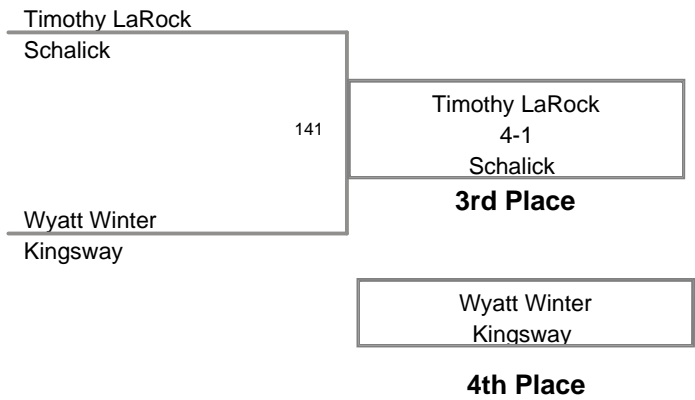 Timothy LaRock
Schalick
141
Timothy LaRock
4-1
Schalick
3rd Place
Wyatt Winter
Kingsway
Wyatt Winter
Kingsway
4th Place